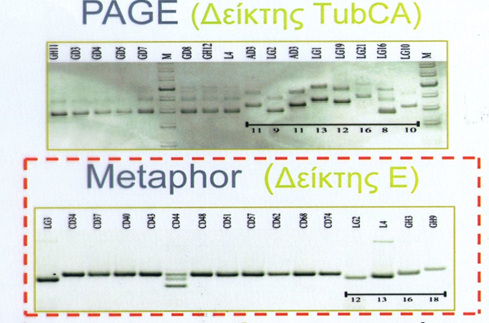 PAGE (Δείκτης TubCA)
GH11 GD3 GD4 GD5 GD7 M GD8 GH12 L4 AD3 LG2 AD3 LG1 LG19 LG21 LG16 LG10 M
11 9 11 13 12 16 8 10
Metaphor (Δείκτης E)
LG3 CD34 CD37 CD40 CD43 CD44 CD48 CD51 CD57 CD62 CD68 CD74 LG2 L4 GH3 GH9
12 13 16 18